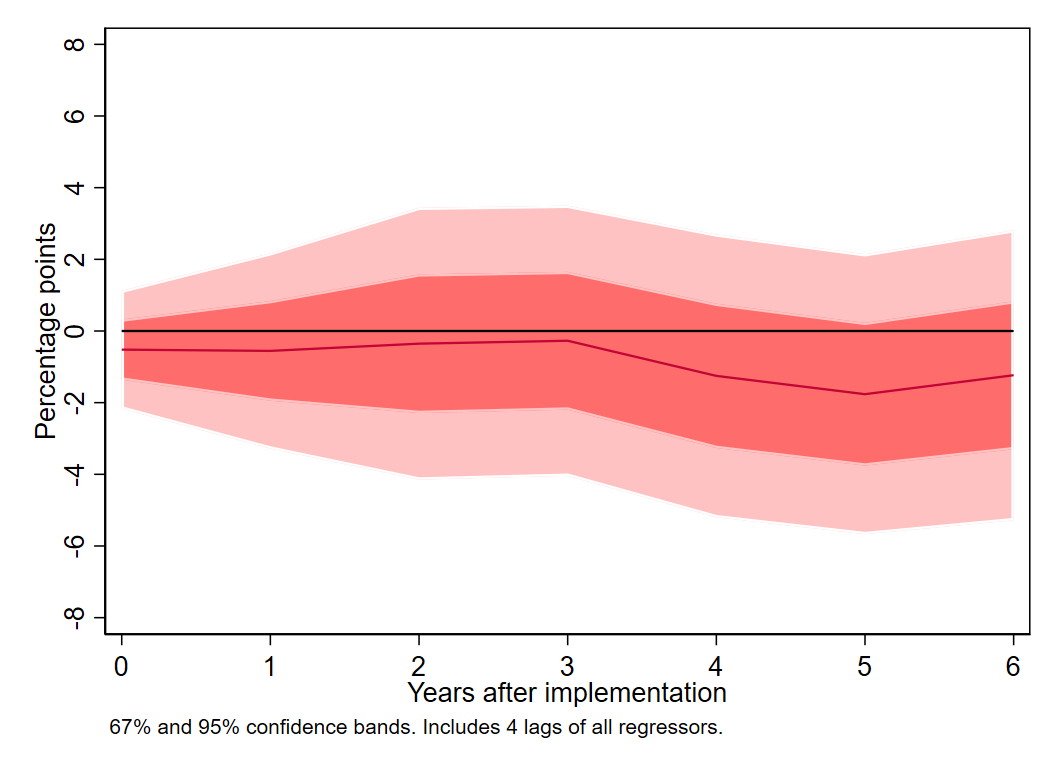 Percentage points
8
6
4
2
0
-2
-4
-6
-8
0 1 2 3 4 5 6
Years after implementation
67% and 95% confidence bands. Includes 4 lags of all regressors.